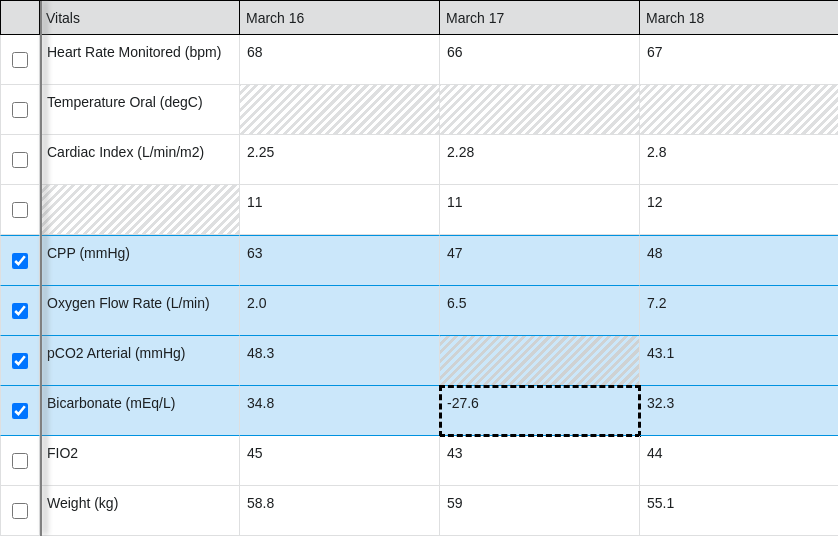 Vitals March 16 March 17 March 18
Heart Rate Monitored (bpm) 68 66 67
Temperature Oral (degC)
Cardiac Index (L/min/m2) 2.25 2.28 2.8
11 11 12
CPP (mmHg) 63 47 48
Oxygen Flow Rate (L/min) 2.0 6.5 7.2
pCO2 Arterial (mmHg) 48.3 43.1
Bicarbonate (mEq/L) 34.8 -27.6 32.3
FIO2 45 43 44
Weight (kg) 58.8 59 55.1